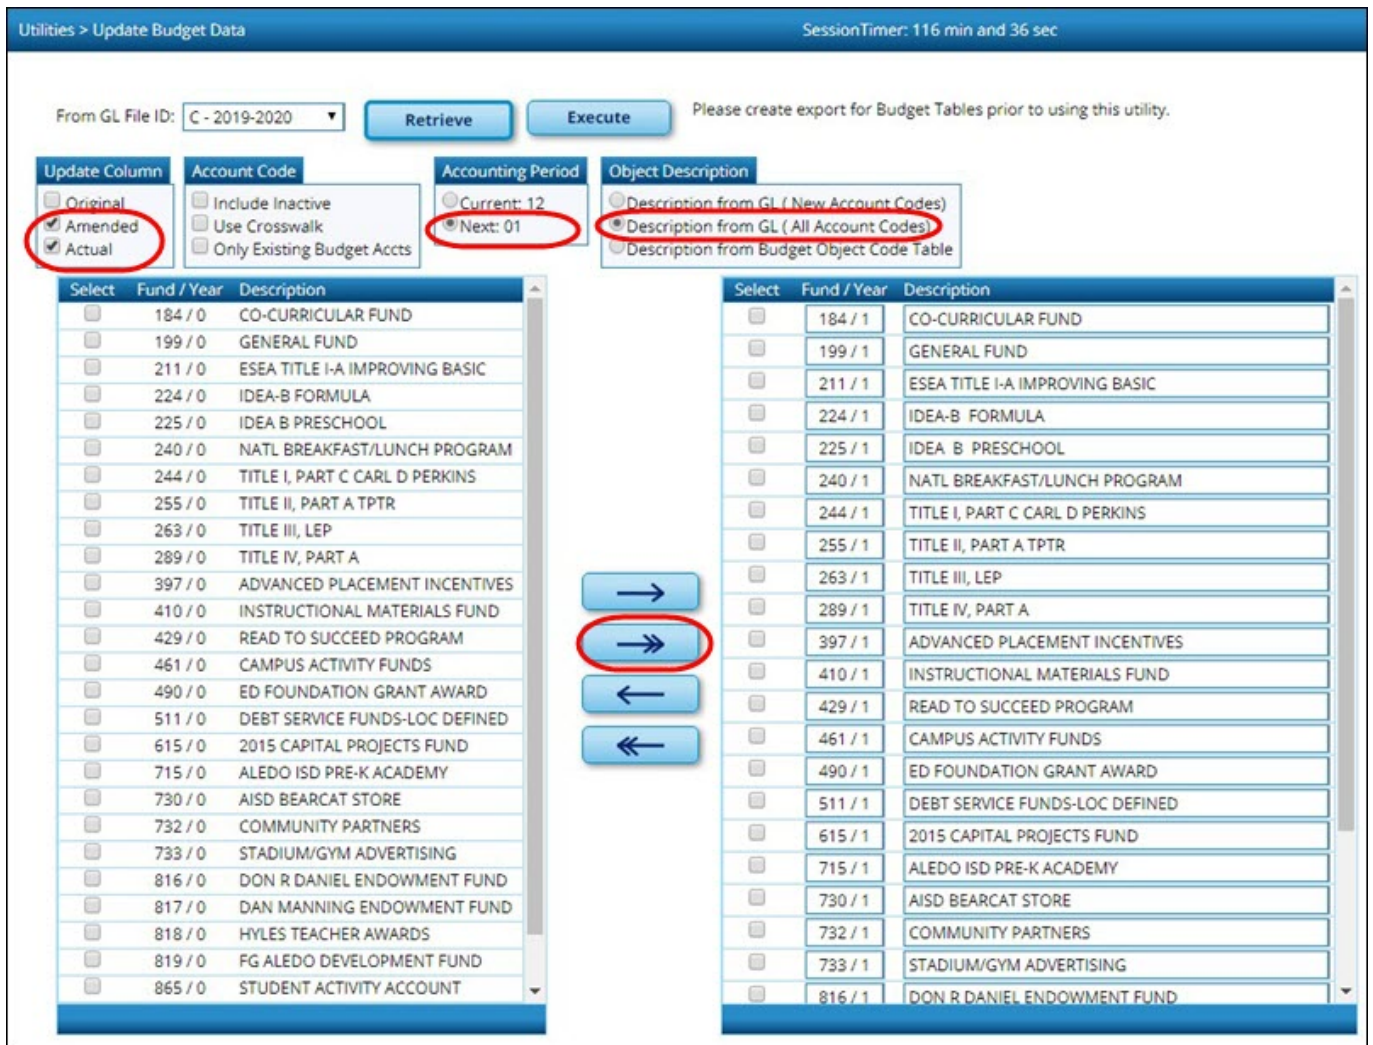 Utilities > Update Budget Data SessionTimer: 116 min and 36 sec
From GL File ID: C - 2019-2020 Retrieve Execute Please create export for Budget Tables prior to using this utility.
Update Column Account Code Accounting Period Object Description
Original Include Inactive Current: 12 Description from GL ( New Account Codes)
Amended Use Crosswalk Next: 01 Description from GL ( All Account Codes)
Actual Only Existing Budget Accts Description from Budget Object Code Table
Select Fund / Year Description
184 / 0 CO-CURRICULAR FUND
199 / 0 GENERAL FUND
211 / 0 ESEA TITLE I-A IMPROVING BASIC
224 / 0 IDEA-B FORMULA
225 / 0 IDEA B PRESCHOOL
240 / 0 NATL BREAKFAST/LUNCH PROGRAM
244 / 0 TITLE I, PART C CARL D PERKINS
255 / 0 TITLE II, PART A TPTR
263 / 0 TITLE III, LEP
289 / 0 TITLE IV, PART A
397 / 0 ADVANCED PLACEMENT INCENTIVES
410 / 0 INSTRUCTIONAL MATERIALS FUND
429 / 0 READ TO SUCCEED PROGRAM
461 / 0 CAMPUS ACTIVITY FUNDS
490 / 0 ED FOUNDATION GRANT AWARD
511 / 0 DEBT SERVICE FUNDS-LOC DEFINED
615 / 0 2015 CAPITAL PROJECTS FUND
715 / 0 ALEDO ISD PRE-K ACADEMY
730 / 0 AISD BEARCAT STORE
732 / 0 COMMUNITY PARTNERS
733 / 0 STADIUM/GYM ADVERTISING
816 / 0 DON R DANIEL ENDOWMENT FUND
817 / 0 DAN MANNING ENDOWMENT FUND
818 / 0 HYLES TEACHER AWARDS
819 / 0 FG ALEDO DEVELOPMENT FUND
865 / 0 STUDENT ACTIVITY ACCOUNT
Select Fund / Year Description
184 / 1 CO-CURRICULAR FUND
199 / 1 GENERAL FUND
211 / 1 ESEA TITLE I-A IMPROVING BASIC
224 / 1 IDEA-B FORMULA
225 / 1 IDEA B PRESCHOOL
240 / 1 NATL BREAKFAST/LUNCH PROGRAM
244 / 1 TITLE I, PART C CARL D PERKINS
255 / 1 TITLE II, PART A TPTR
263 / 1 TITLE III, LEP
289 / 1 TITLE IV, PART A
397 / 1 ADVANCED PLACEMENT INCENTIVES
410 / 1 INSTRUCTIONAL MATERIALS FUND
429 / 1 READ TO SUCCEED PROGRAM
461 / 1 CAMPUS ACTIVITY FUNDS
490 / 1 ED FOUNDATION GRANT AWARD
511 / 1 DEBT SERVICE FUNDS-LOC DEFINED
615 / 1 2015 CAPITAL PROJECTS FUND
715 / 1 ALEDO ISD PRE-K ACADEMY
730 / 1 AISD BEARCAT STORE
732 / 1 COMMUNITY PARTNERS
733 / 1 STADIUM/GYM ADVERTISING
816 / 1 DON R DANIEL ENDOWMENT FUND